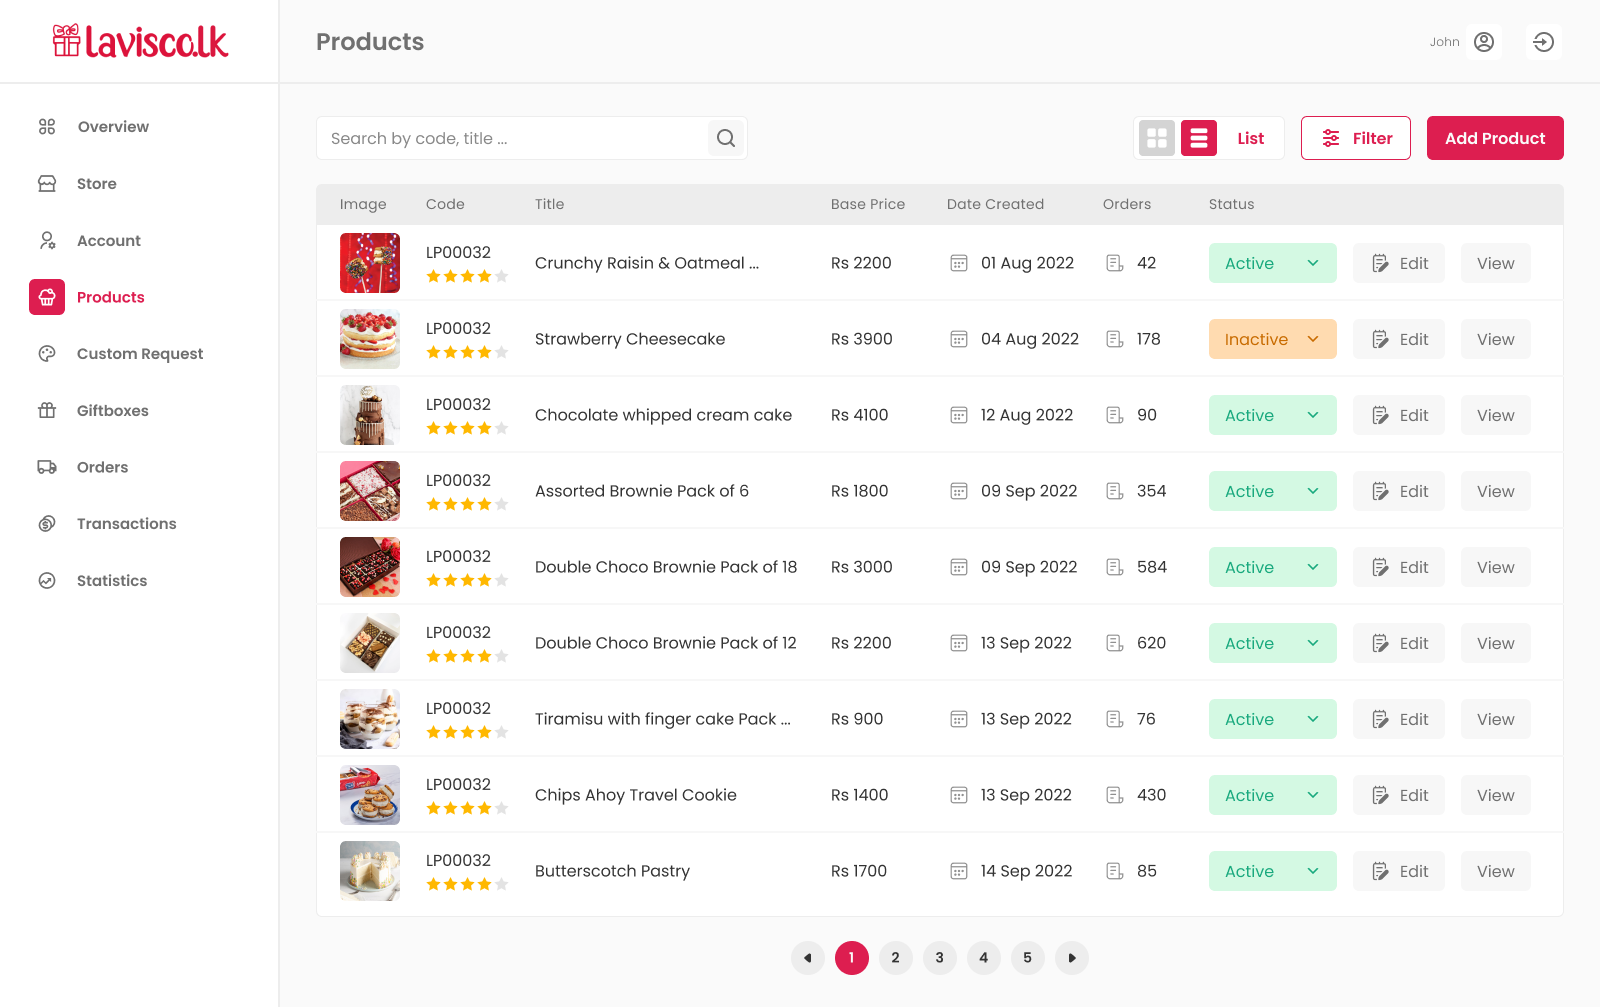 Lavisco.lk
Products
John
Overview
Store
Account
Products
Custom Request
Giftboxes
Orders
Transactions
Statistics
Search by code, title ...
List
Filter
Add Product
Image Code Title Base Price Date Created Orders Status
LP00032
Crunchy Raisin & Oatmeal ... Rs 2200 01 Aug 2022 42 Active Edit View
LP00032
Strawberry Cheesecake Rs 3900 04 Aug 2022 178 Inactive Edit View
LP00032
Chocolate whipped cream cake Rs 4100 12 Aug 2022 90 Active Edit View
LP00032
Assorted Brownie Pack of 6 Rs 1800 09 Sep 2022 354 Active Edit View
LP00032
Double Choco Brownie Pack of 18 Rs 3000 09 Sep 2022 584 Active Edit View
LP00032
Double Choco Brownie Pack of 12 Rs 2200 13 Sep 2022 620 Active Edit View
LP00032
Tiramisu with finger cake Pack ... Rs 900 13 Sep 2022 76 Active Edit View
LP00032
Chips Ahoy Travel Cookie Rs 1400 13 Sep 2022 430 Active Edit View
LP00032
Butterscotch Pastry Rs 1700 14 Sep 2022 85 Active Edit View
1 2 3 4 5